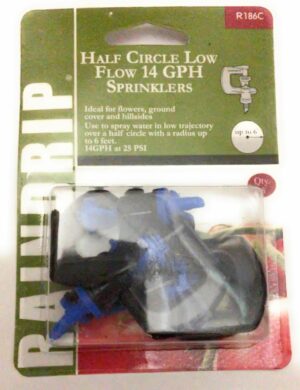 R186C
HALF CIRCLE LOW
FLOW 14 GPH
SPRINKLERS
Ideal for flowers, ground
cover and hillsides
Use to spray water in low trajectory
over a half circle with a radius up
to 6 feet.
14GPH at 25 PSI
up to 6'
Qty
RAINDRIP